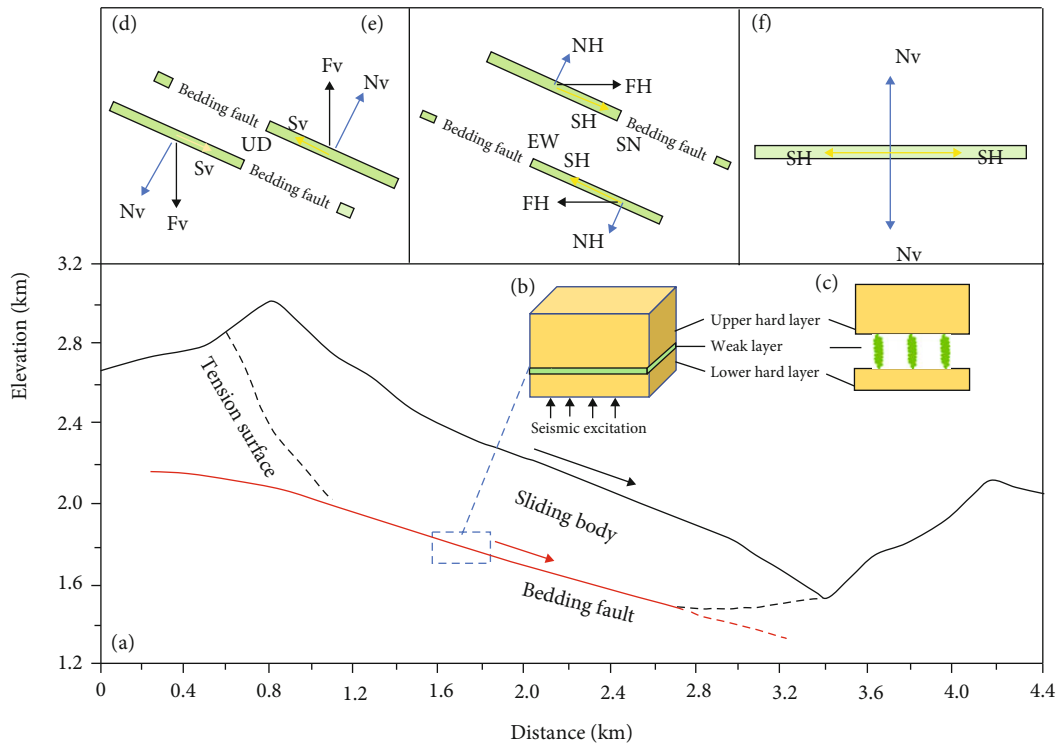 (d)
Fv
Nv
Bedding fault
Sv
UD
Sv
Bedding fault
Nv
Fv
(e)
NH
FH
SH
Bedding fault
SN
Bedding fault
EW
SH
FH
NH
(f)
Nv
SH
SH
Nv
(b)
(c)
Upper hard layer
Weak layer
Lower hard layer
Seismic excitation
Tension surface
Sliding body
Bedding fault
(a)
Elevation (km)
3.2
2.8
2.4
2.0
1.6
1.2
0
0.4
0.8
1.2
1.6
2.0
2.4
2.8
3.2
3.6
4.0
4.4
Distance (km)